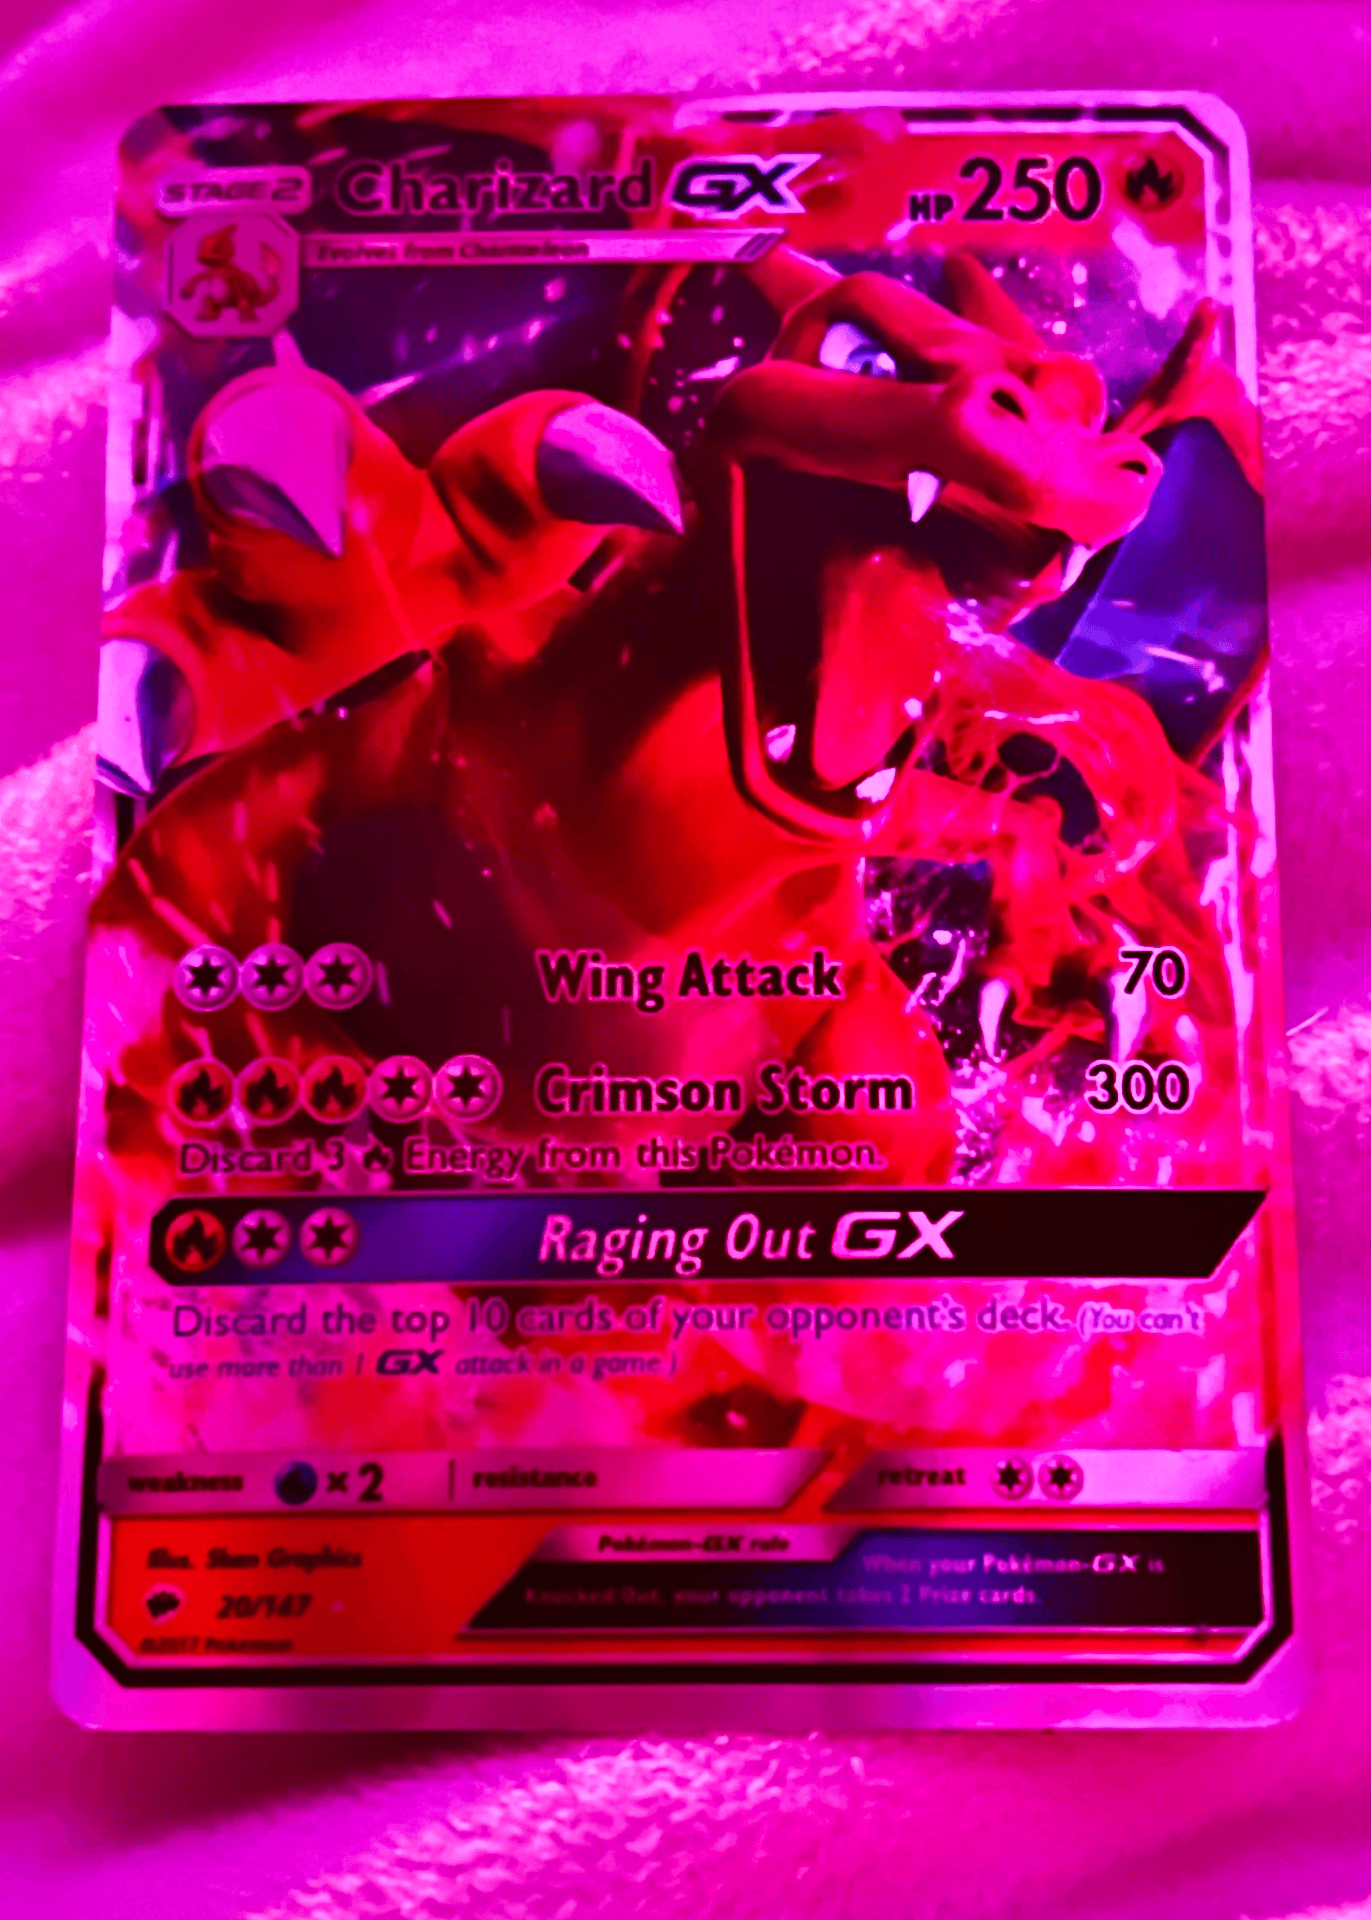 STAGE 2 Charizard GX HP 250
Evolves from Charmeleon
Wing Attack 70
Crimson Storm 300
Discard 3 Energy from this Pokémon.
Raging Out GX
Discard the top 10 cards of your opponent's deck. (You can't
use more than 1 GX attack in a game.)
weakness ×2 resistance retreat
Illus. 5ban Graphics
Pokémon-GX rule
When your Pokémon-GX is
Knocked Out, your opponent takes 2 Prize cards.
20/147
©2017 Pokémon